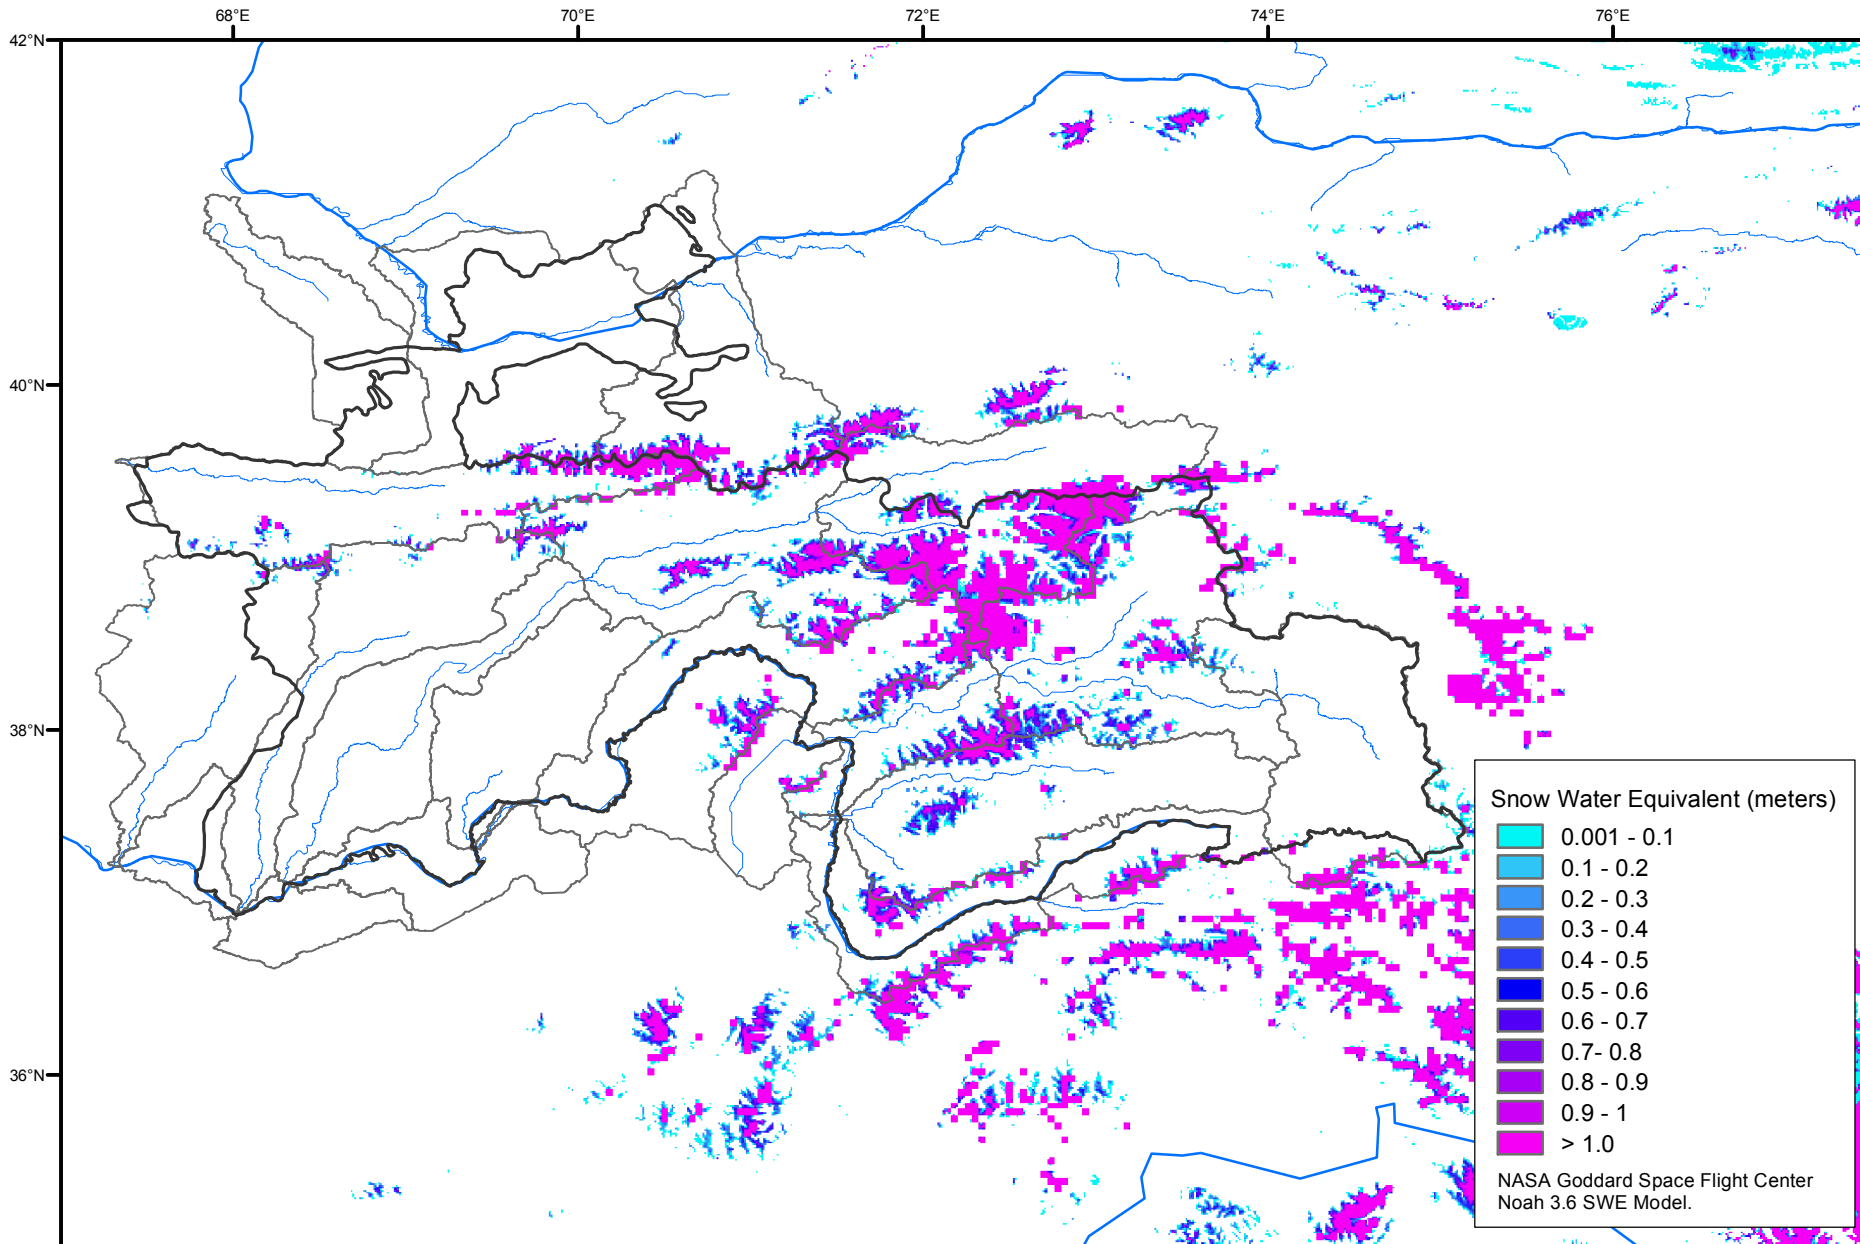 68°E 70°E 72°E 74°E 76°E
42°N
40°N
38°N
36°N
Snow Water Equivalent (meters)
0.001 - 0.1
0.1 - 0.2
0.2 - 0.3
0.3 - 0.4
0.4 - 0.5
0.5 - 0.6
0.6 - 0.7
0.7- 0.8
0.8 - 0.9
0.9 - 1
> 1.0
NASA Goddard Space Flight Center
Noah 3.6 SWE Model.